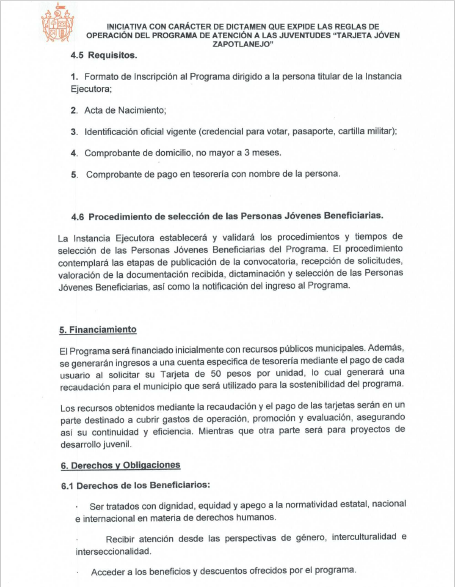 INICIATIVA CON CARÁCTER DE DICTAMEN QUE EXPIDE LAS REGLAS DE
OPERACIÓN DEL PROGRAMA DE ATENCIÓN A LAS JUVENTUDES "TARJETA JÓVEN
ZAPOTLANEJO"
4.5 Requisitos.
1. Formato de Inscripción al Programa dirigido a la persona titular de la Instancia
Ejecutora;
2. Acta de Nacimiento;
3. Identificación oficial vigente (credencial para votar, pasaporte, cartilla militar);
4. Comprobante de domicilio, no mayor a 3 meses.
5. Comprobante de pago en tesorería con nombre de la persona.
4.6 Procedimiento de selección de las Personas Jóvenes Beneficiarias.
La Instancia Ejecutora establecerá y validará los procedimientos y tiempos de
selección de las Personas Jóvenes Beneficiarias del Programa. El procedimiento
contemplará las etapas de publicación de la convocatoria, recepción de solicitudes,
valoración de la documentación recibida, dictaminación y selección de las Personas
Jóvenes Beneficiarias, así como la notificación del ingreso al Programa.
5. Financiamiento
El Programa será financiado inicialmente con recursos públicos municipales. Además,
se generarán ingresos a una cuenta especifica de tesorería mediante el pago de cada
usuario al solicitar su Tarjeta de 50 pesos por unidad, lo cual generará una
recaudación para el municipio que será utilizado para la sostenibilidad del programa.
Los recursos obtenidos mediante la recaudación y el pago de las tarjetas serán en un
parte destinado a cubrir gastos de operación, promoción y evaluación, asegurando
así su continuidad y eficiencia. Mientras que otra parte será para proyectos de
desarrollo juvenil.
6. Derechos y Obligaciones
6.1 Derechos de los Beneficiarios:
· Ser tratados con dignidad, equidad y apego a la normatividad estatal, nacional
e internacional en materia de derechos humanos.
· Recibir atención desde las perspectivas de género, interculturalidad e
interseccionalidad.
· Acceder a los beneficios y descuentos ofrecidos por el programa.